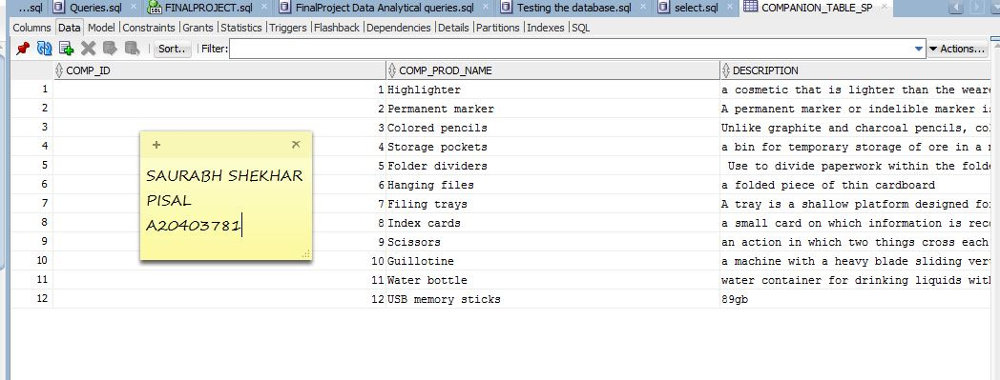 ...sql Queries.sql FINALPROJECT.sql FinalProject Data Analytical queries.sql Testing the database.sql select.sql COMPANION_TABLE_SP
Columns Data Model Constraints Grants Statistics Triggers Flashback Dependencies Details Partitions Indexes SQL
Sort.. Filter: Actions...
COMP_ID COMP_PROD_NAME DESCRIPTION
1 1 Highlighter a cosmetic that is lighter than the weare
2 2 Permanent marker A permanent marker or indelible marker is
3 3 Colored pencils Unlike graphite and charcoal pencils, col
4 4 Storage pockets a bin for temporary storage of ore in a m
5 5 Folder dividers Use to divide paperwork within the folde
6 6 Hanging files a folded piece of thin cardboard
7 7 Filing trays A tray is a shallow platform designed fo
8 8 Index cards a small card on which information is reco
9 9 Scissors an action in which two things cross each
10 10 Guillotine a machine with a heavy blade sliding vert
11 11 Water bottle water container for drinking liquids with
12 12 USB memory sticks 89gb
SAURABH SHEKHAR
PISAL
A20403781